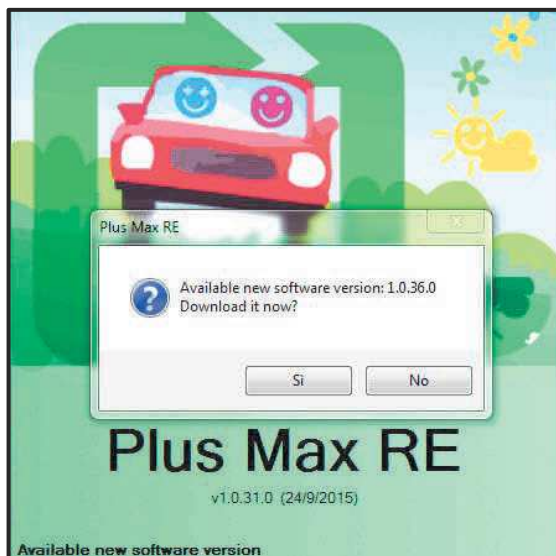 Plus Max RE
Available new software version: 1.0.36.0
Download it now?
Sì No
Plus Max RE
v1.0.31.0 (24/9/2015)
Available new software version